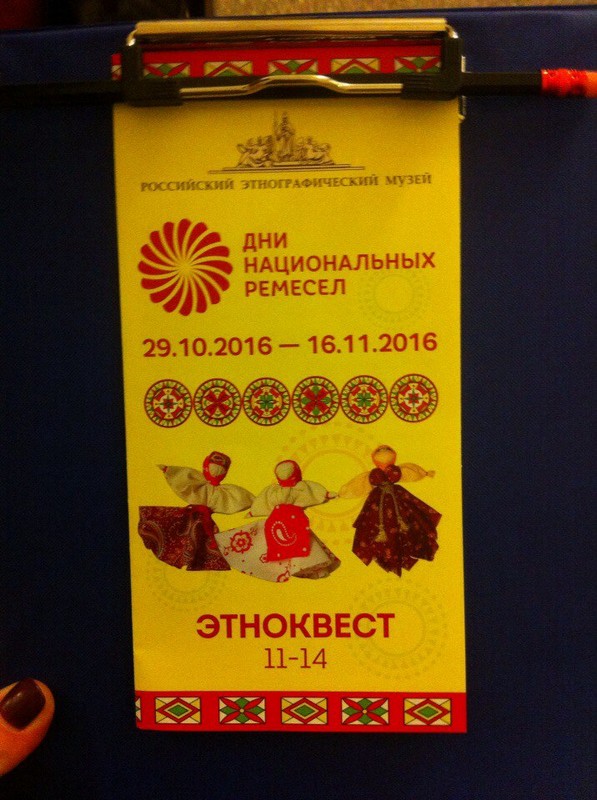 РОССИЙСКИЙ ЭТНОГРАФИЧЕСКИЙ МУЗЕЙ
ДНИ
НАЦИОНАЛЬНЫХ
РЕМЕСЕЛ
29.10.2016 — 16.11.2016
ЭТНОКВЕСТ
11-14